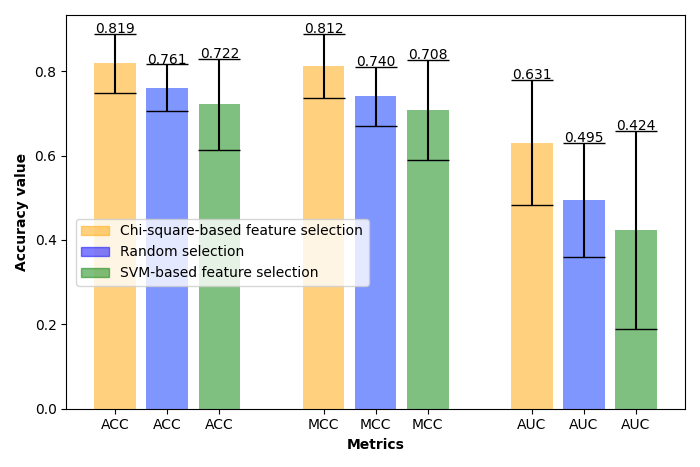 0.819
0.761
0.722
0.812
0.740
0.708
0.631
0.495
0.424
0.8
0.6
0.4
0.2
0.0
Accuracy value
Chi-square-based feature selection
Random selection
SVM-based feature selection
ACC ACC ACC MCC MCC MCC AUC AUC AUC
Metrics